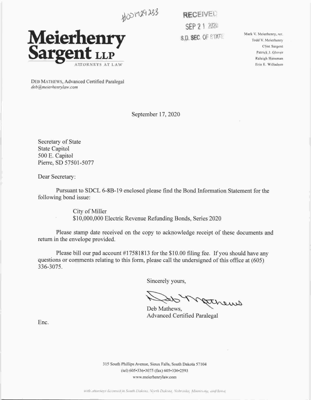 RECEIVED
SEP 21 2020
S.D. SEC OF STATE
Meierhenry
Sargent LLP
ATTORNEYS AT LAW
Mark V. Meierhenry
Todd V. Meierhenry
Clint Sargent
Patrick J.
Raleigh Hansman
DEB MATHEWS, Advanced Certified Paralegal
deb@meierhenrylaw.com
September 17, 2020
Secretary of State
State Capitol
500 E. Capitol
Pierre, SD 57501-5077
Dear Secretary:
Pursuant to SDCL 6-8B-19 enclosed please find the Bond Information Statement for the
following bond issue:
City of Miller
$10,000,000 Electric Revenue Refunding Bonds, Series 2020
Please stamp date received on the copy to acknowledge receipt of these documents and
return in the envelope provided.
Please bill our pad account #17581813 for the $10.00 filing fee. If you should have any
questions or comments relating to this form, please call the undersigned of this office at (605)
336-3075.
Sincerely yours,
Deb Mathews
Deb Mathews,
Advanced Certified Paralegal
Enc.
315 South Phillips Avenue, Sioux Falls, South Dakota 57104
(tel) 605•336•3075 (fax) 605•336•2593
www.meierhenrylaw.com